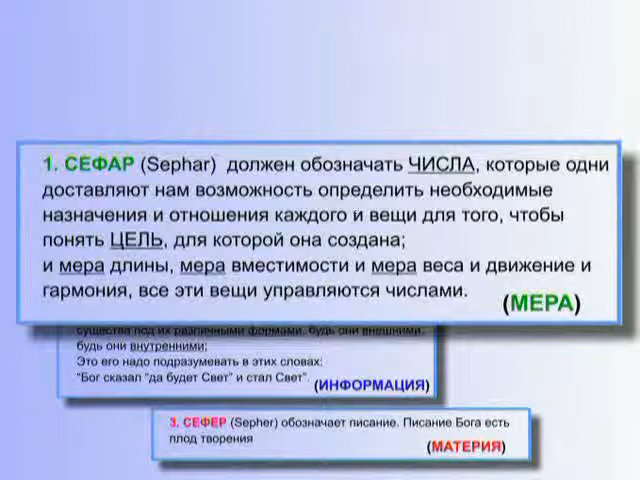 1. СЕФАР (Sephar) должен обозначать ЧИСЛА, которые одни
доставляют нам возможность определить необходимые
назначения и отношения каждого и вещи для того, чтобы
понять ЦЕЛЬ, для которой она создана;
и мера длины, мера вместимости и мера веса и движение и
гармония, все эти вещи управляются числами.
(МЕРА)
существа под их различными формами, будь они внешними,
будь они внутренними;
Это его надо подразумевать в этих словах:
"Бог сказал "да будет Свет" и стал Свет".
(ИНФОРМАЦИЯ)
3. СЕФЕР (Sepher) обозначает писание. Писание Бога есть
плод творения
(МАТЕРИЯ)